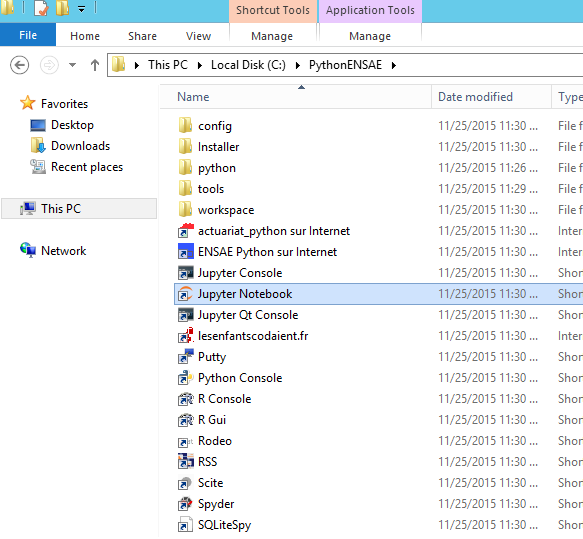 Shortcut Tools Application Tools
File Home Share View Manage Manage
This PC Local Disk (C:) PythonENSAE
Favorites
Desktop
Downloads
Recent places
This PC
Network
Name Date modified Type
config 11/25/2015 11:30 ... File f
Installer 11/25/2015 11:30 ... File f
python 11/25/2015 11:26 ... File f
tools 11/25/2015 11:29 ... File f
workspace 11/25/2015 11:30 ... File f
actuariat_python sur Internet 11/25/2015 11:30 ... Inter
ENSAE Python sur Internet 11/25/2015 11:30 ... Inter
Jupyter Console 11/25/2015 11:30 ... Shor
Jupyter Notebook 11/25/2015 11:30 ... Shor
Jupyter Qt Console 11/25/2015 11:30 ... Shor
lesenfantscodaient.fr 11/25/2015 11:30 ... Inter
Putty 11/25/2015 11:30 ... Shor
Python Console 11/25/2015 11:30 ... Shor
R Console 11/25/2015 11:30 ... Shor
R Gui 11/25/2015 11:30 ... Shor
Rodeo 11/25/2015 11:30 ... Shor
RSS 11/25/2015 11:30 ... Shor
Scite 11/25/2015 11:30 ... Shor
Spyder 11/25/2015 11:30 ... Shor
SQLiteSpy 11/25/2015 11:30 ... Shor